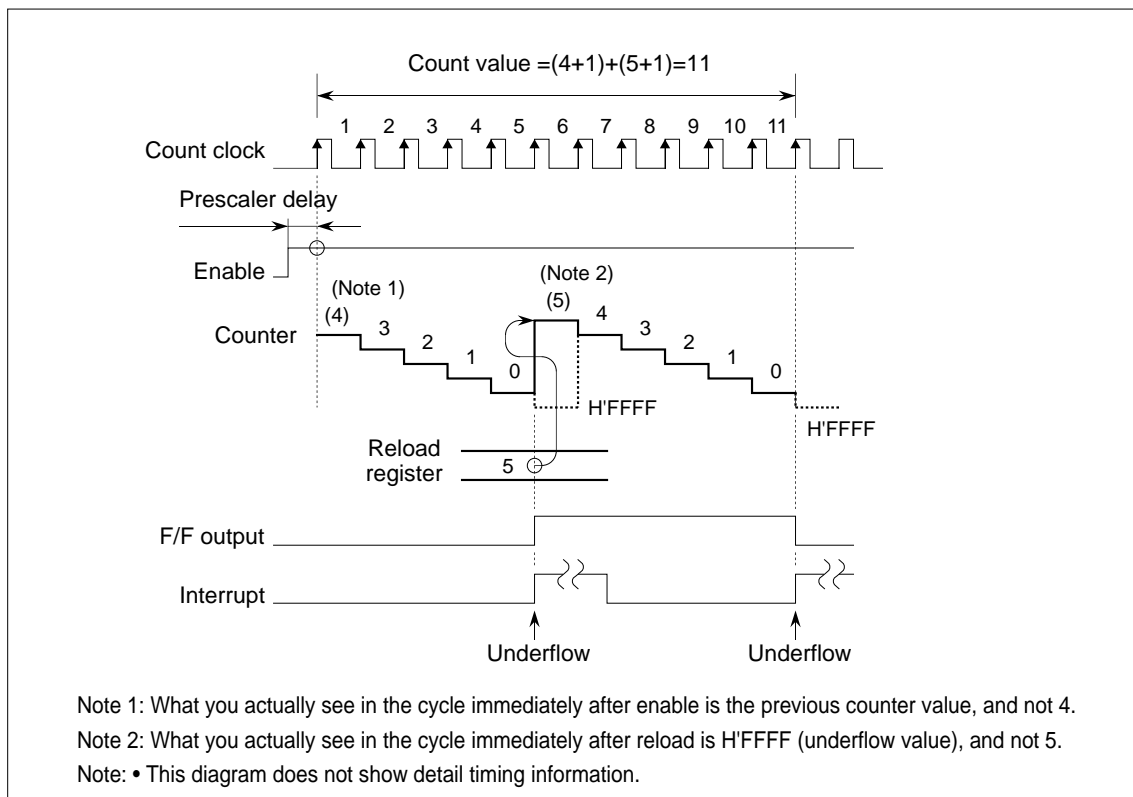 Count value =(4+1)+(5+1)=11
1 2 3 4 5 6 7 8 9 10 11
Count clock
Prescaler delay
Enable
(Note 1)
(Note 2)
(4) 3 2 1 0 (5) 4 3 2 1 0
Counter
H'FFFF
H'FFFF
Reload
register
5
F/F output
Interrupt
Underflow
Underflow
Note 1: What you actually see in the cycle immediately after enable is the previous counter value, and not 4.
Note 2: What you actually see in the cycle immediately after reload is H'FFFF (underflow value), and not 5.
Note: • This diagram does not show detail timing information.